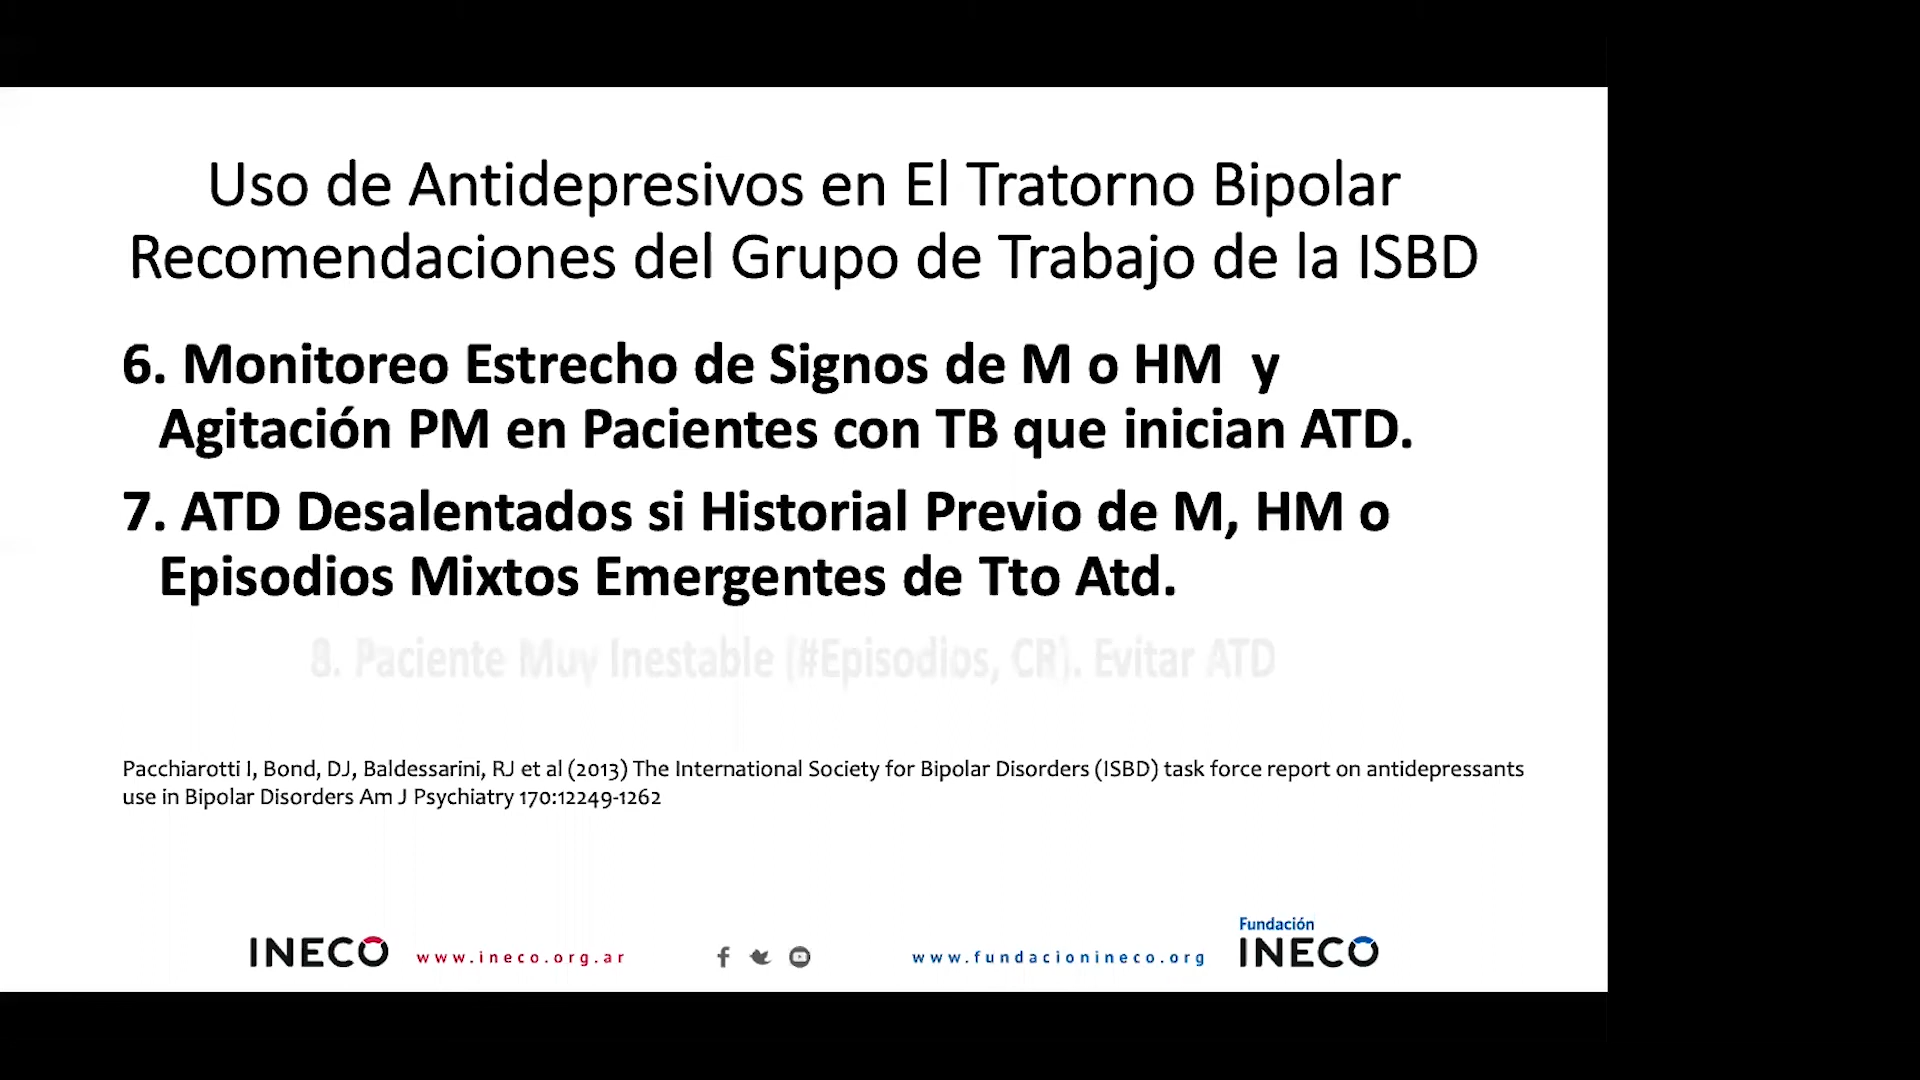 Uso de Antidepresivos en El Tratorno Bipolar
Recomendaciones del Grupo de Trabajo de la ISBD
6. Monitoreo Estrecho de Signos de M o HM y
Agitación PM en Pacientes con TB que inician ATD.
7. ATD Desalentados si Historial Previo de M, HM o
Episodios Mixtos Emergentes de Tto Atd.
8. Paciente Muy Inestable (#Episodios, CR). Evitar ATD
Pacchiarotti I, Bond, DJ, Baldessarini, RJ et al (2013) The International Society for Bipolar Disorders (ISBD) task force report on antidepressants
use in Bipolar Disorders Am J Psychiatry 170:12249-1262
INECO www.ineco.org.ar www.fundacionineco.org Fundación INECO